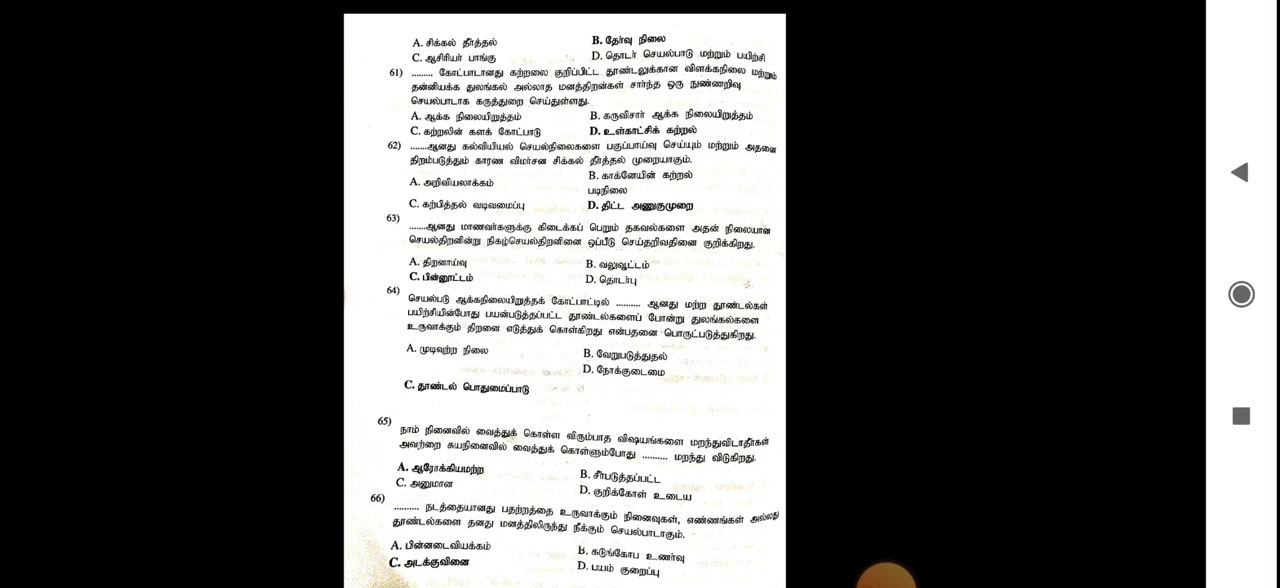 A. சிக்கல் தீர்த்தல் B. தேர்வு நிலை
C. ஆசிரியர் பாங்கு D. தொடர் செயல்பாடு மற்றும் பயிற்சி
61) ......... கோட்பாடானது கற்றலை குறிப்பிட்ட தூண்டலுக்கான விளக்கநிலை மற்றும்
தன்னியக்க துலங்கல் அல்லாத மனத்திறன்கள் சார்ந்த ஒரு நுண்ணறிவு
செயல்பாடாக கருத்துறை செய்துள்ளது.
A. ஆக்க நிலையிறுத்தம் B. கருவிசார் ஆக்க நிலையிறுத்தம்
C. கற்றலின் களக் கோட்பாடு D. உள்காட்சிக் கற்றல்
62) .......ஆனது கல்வியியல் செயல்நிலைகளை பகுப்பாய்வு செய்யும் மற்றும் அதனை
திறம்படுத்தும் காரண விமர்சன சிக்கல் தீர்த்தல் முறையாகும்.
A. அறிவியலாக்கம் B. காக்னேயின் கற்றல்
படிநிலை
C. கற்பித்தல் வடிவமைப்பு D. திட்ட அணுகுமுறை
63)
.......ஆனது மாணவர்களுக்கு கிடைக்கப் பெறும் தகவல்களை அதன் நிலையான
செயல்திறனின்று நிகழ்செயல்திறனினை ஒப்பீடு செய்தறிவதினை குறிக்கிறது.
A. திறனாய்வு B. வலுவூட்டம்
C. பின்னூட்டம் D. தொடர்பு
64)
செயல்படு ஆக்கநிலையிறுத்தக் கோட்பாட்டில் .......... ஆனது மற்ற தூண்டல்கள்
பயிற்சியின்போது பயன்படுத்தப்பட்ட தூண்டல்களைப் போன்று துலங்கல்களை
உருவாக்கும் திறனை எடுத்துக் கொள்கிறது என்பதனை பொருட்படுத்துகிறது.
A. முடிவுற்ற நிலை B. வேறுபடுத்துதல்
D. நோக்குடைமை
C. தூண்டல் பொதுமைப்பாடு
65)
நாம் நினைவில் வைத்துக் கொள்ள விரும்பாத விஷயங்களை மறந்துவிடாதீர்கள்
அவற்றை சுயநினைவில் வைத்துக் கொள்ளும்போது .......... மறந்து விடுகிறது.
A. ஆரோக்கியமற்ற B. சீர்படுத்தப்பட்ட
C. அனுமான D. குறிக்கோள் உடைய
66)
.......... நடத்தையானது பதற்றத்தை உருவாக்கும் நினைவுகள், எண்ணங்கள் அல்லது
தூண்டல்களை தனது மனத்திலிருந்து நீக்கும் செயல்பாடாகும்.
A. பின்னடைவியக்கம் B. கடுங்கோப உணர்வு
C. அடக்குவினை D. பயம் குறைப்பு